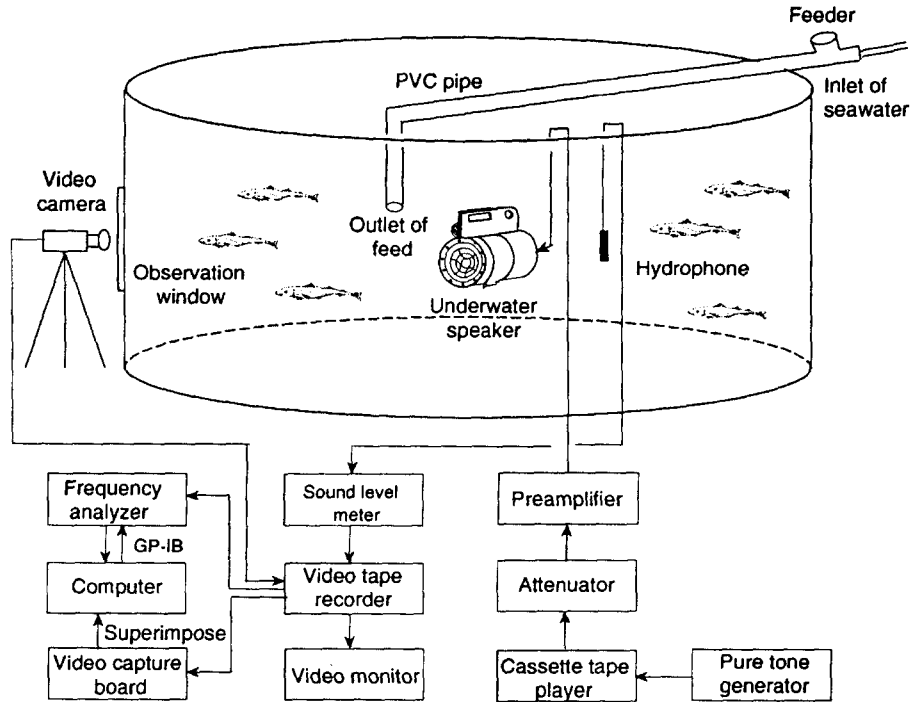 Feeder
PVC pipe
Inlet of
seawater
Video
camera
Outlet of
feed
Observation
window
Hydrophone
Underwater
speaker
Frequency
analyzer
Sound level
meter
Preamplifier
GP-IB
Computer
Video tape
recorder
Attenuator
Superimpose
Video capture
board
Video monitor
Cassette tape
player
Pure tone
generator